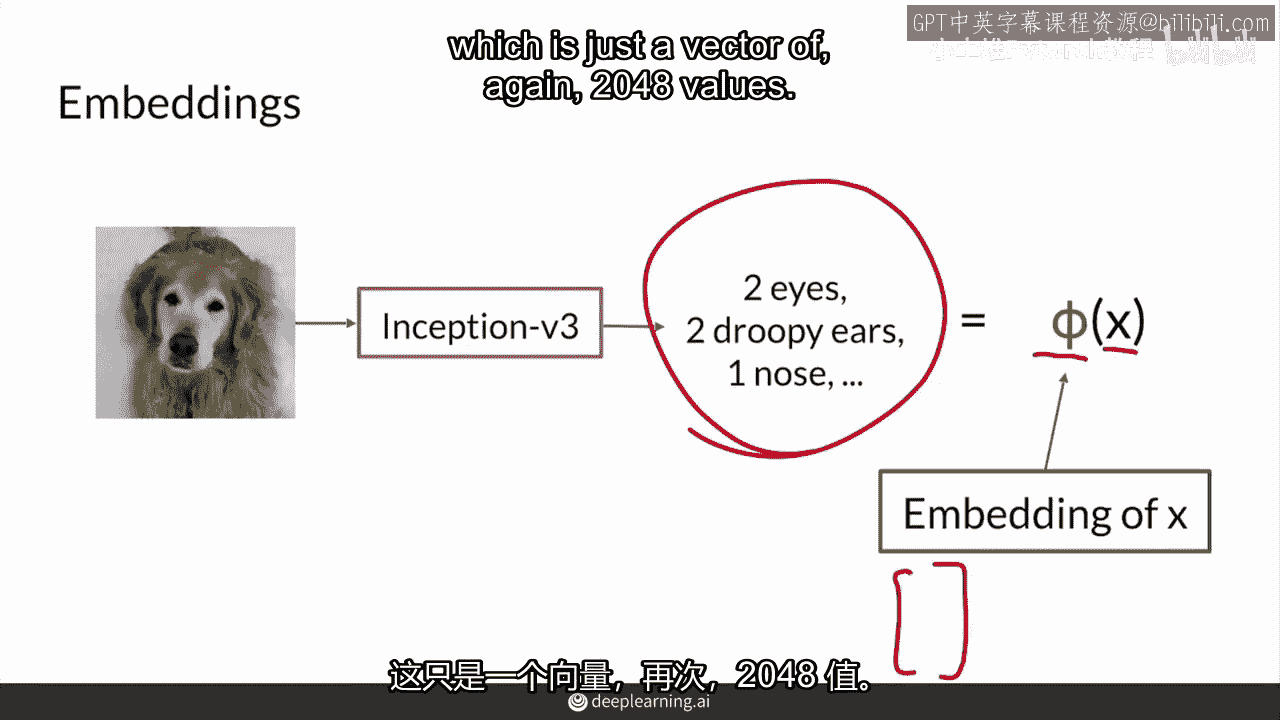 GPT中英字幕课程资源@bilibili.com
which is just a vector of,
again, 2048 values.
Embeddings
Inception-v3
2 eyes,
2 droopy ears,
1 nose, ...
= ϕ(x)
Embedding of x
[ ]
这只是一个向量，再次，2048 值。
deeplearning.ai